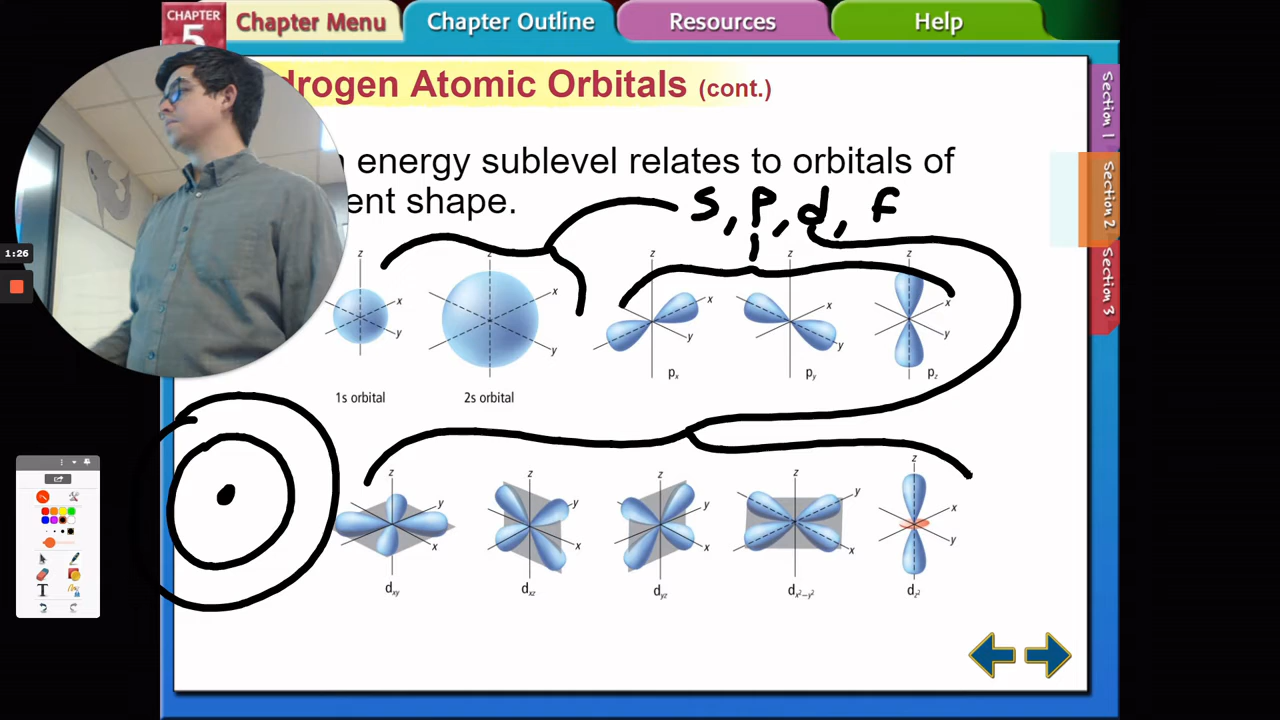 CHAPTER
5
Chapter Menu
Chapter Outline
Resources
Help
drogen Atomic Orbitals (cont.)
energy sublevel relates to orbitals of
ent shape.
s, p, d, f
1:26
z z z z z
x x x x x
y y y y y
px py pz
1s orbital 2s orbital
z z z z z
y y y y x
x x x x y
dxy dxz dyz dx²−y² dz²
T
Section 1
Section 2
Section 3